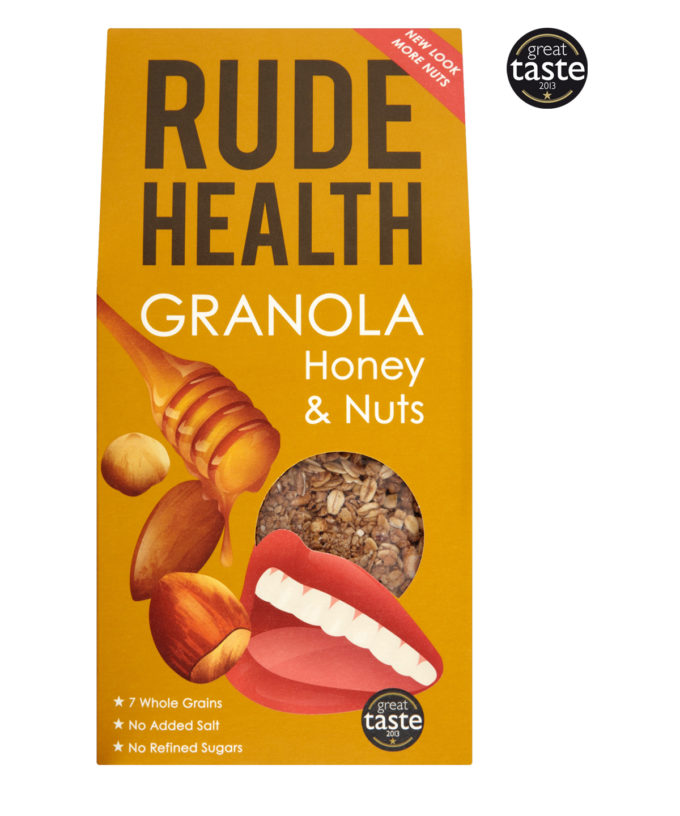 NEW LOOK
MORE NUTS
RUDE
HEALTH
GRANOLA
Honey
& Nuts
★ 7 Whole Grains
★ No Added Salt
★ No Refined Sugars
great
taste
2013
great
taste
2013